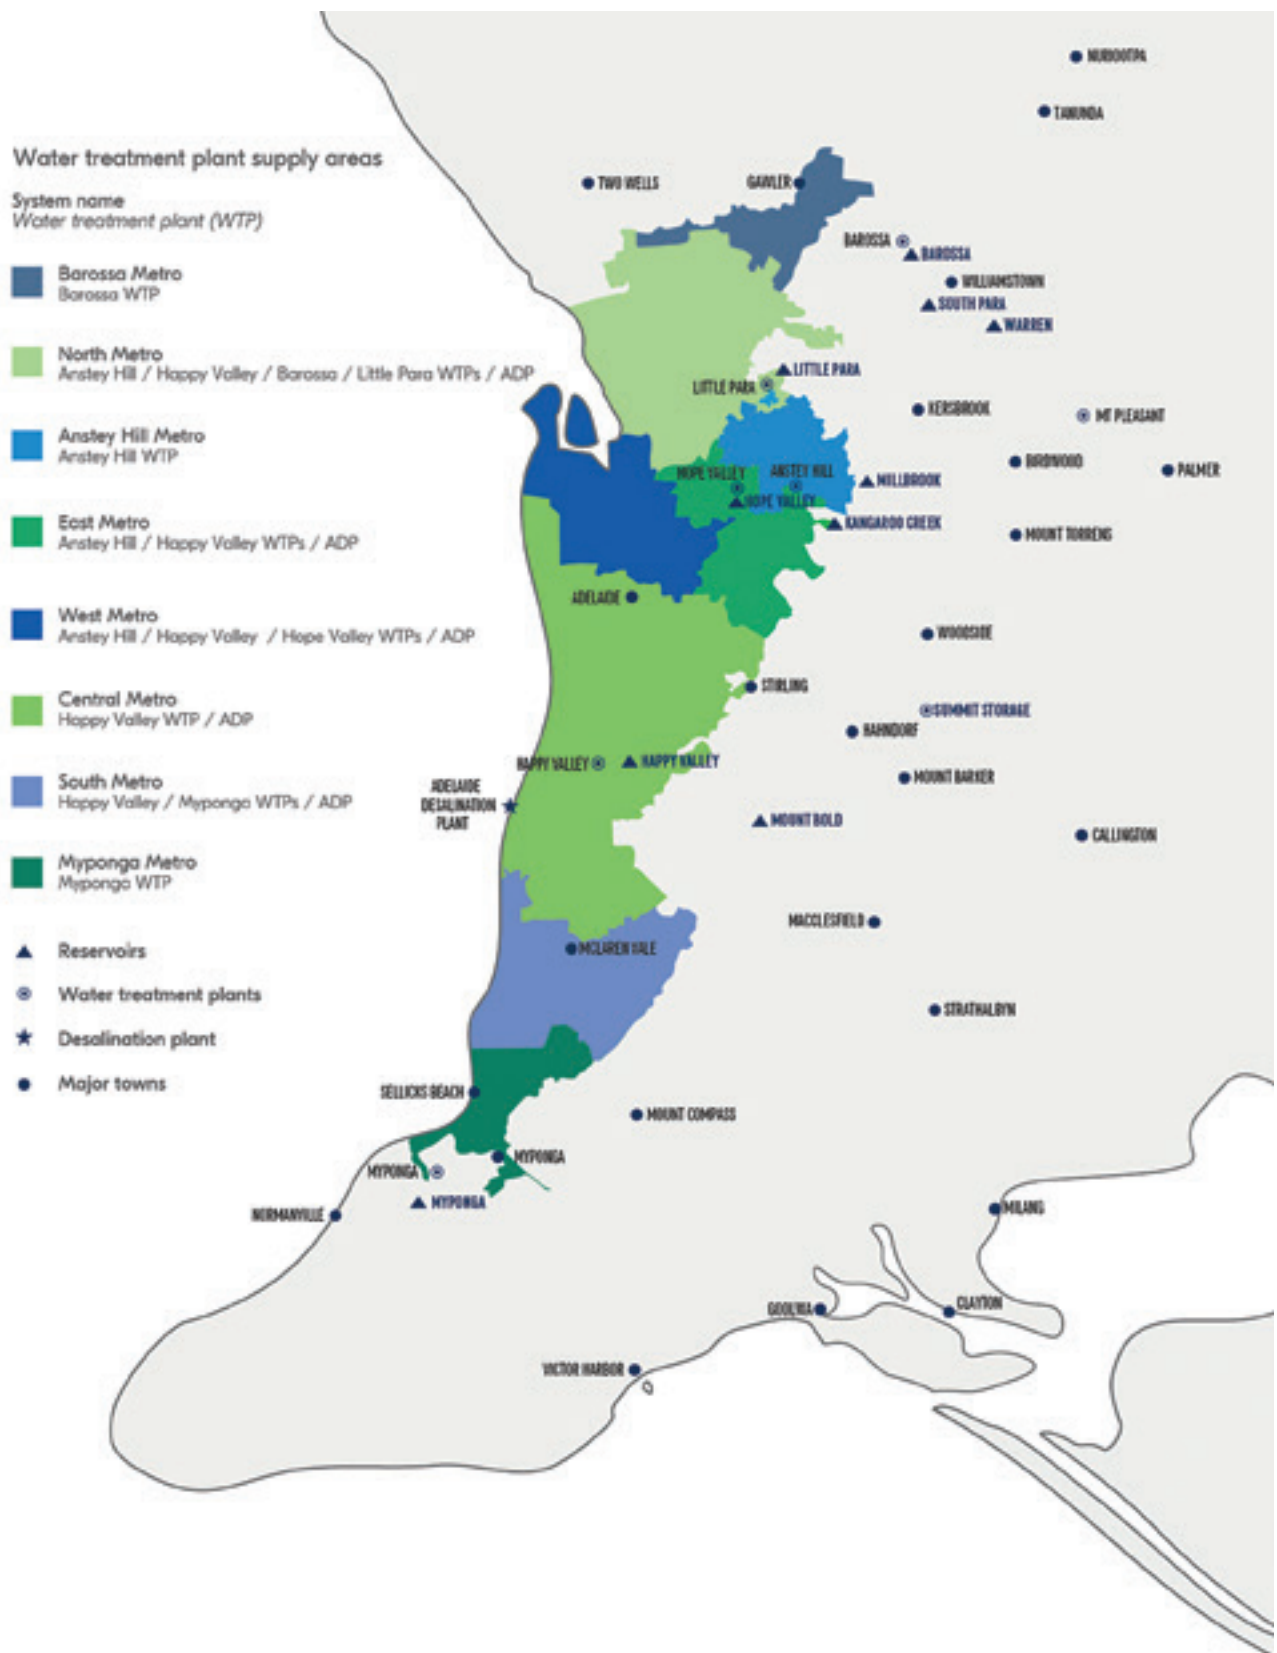 Water treatment plant supply areas
System name
Water treatment plant (WTP)
Barossa Metro
Barossa WTP
North Metro
Anstey Hill / Happy Valley / Barossa / Little Para WTPs / ADP
Anstey Hill Metro
Anstey Hill WTP
East Metro
Anstey Hill / Happy Valley WTPs / ADP
West Metro
Anstey Hill / Happy Valley / Hope Valley WTPs / ADP
Central Metro
Happy Valley WTP / ADP
South Metro
Happy Valley / Myponga WTPs / ADP
Myponga Metro
Myponga WTP
Reservoirs
Water treatment plants
Desalination plant
Major towns
NURIOOTPA
TANUNDA
TWO WELLS
GAWLER
BAROSSA
BAROSSA
WILLIAMSTOWN
SOUTH PARA
WARREN
LITTLE PARA
LITTLE PARA
KERSBROOK
MT PLEASANT
BIRDWOOD
PALMER
HOPE VALLEY
ANSTEY HILL
MILLBROOK
HOPE VALLEY
KANGAROO CREEK
MOUNT TORRENS
ADELAIDE
WOODSIDE
STIRLING
SUMMIT STORAGE
HAHNDORF
HAPPY VALLEY
HAPPY VALLEY
MOUNT BARKER
ADELAIDE
DESALINATION
PLANT
MOUNT BOLD
CALLINGTON
MACCLESFIELD
MCLAREN VALE
STRATHALBYN
SELLICKS BEACH
MOUNT COMPASS
MYPONGA
MYPONGA
MYPONGA
NORMANVILLE
MILANG
GOOLWA
CLAYTON
VICTOR HARBOR